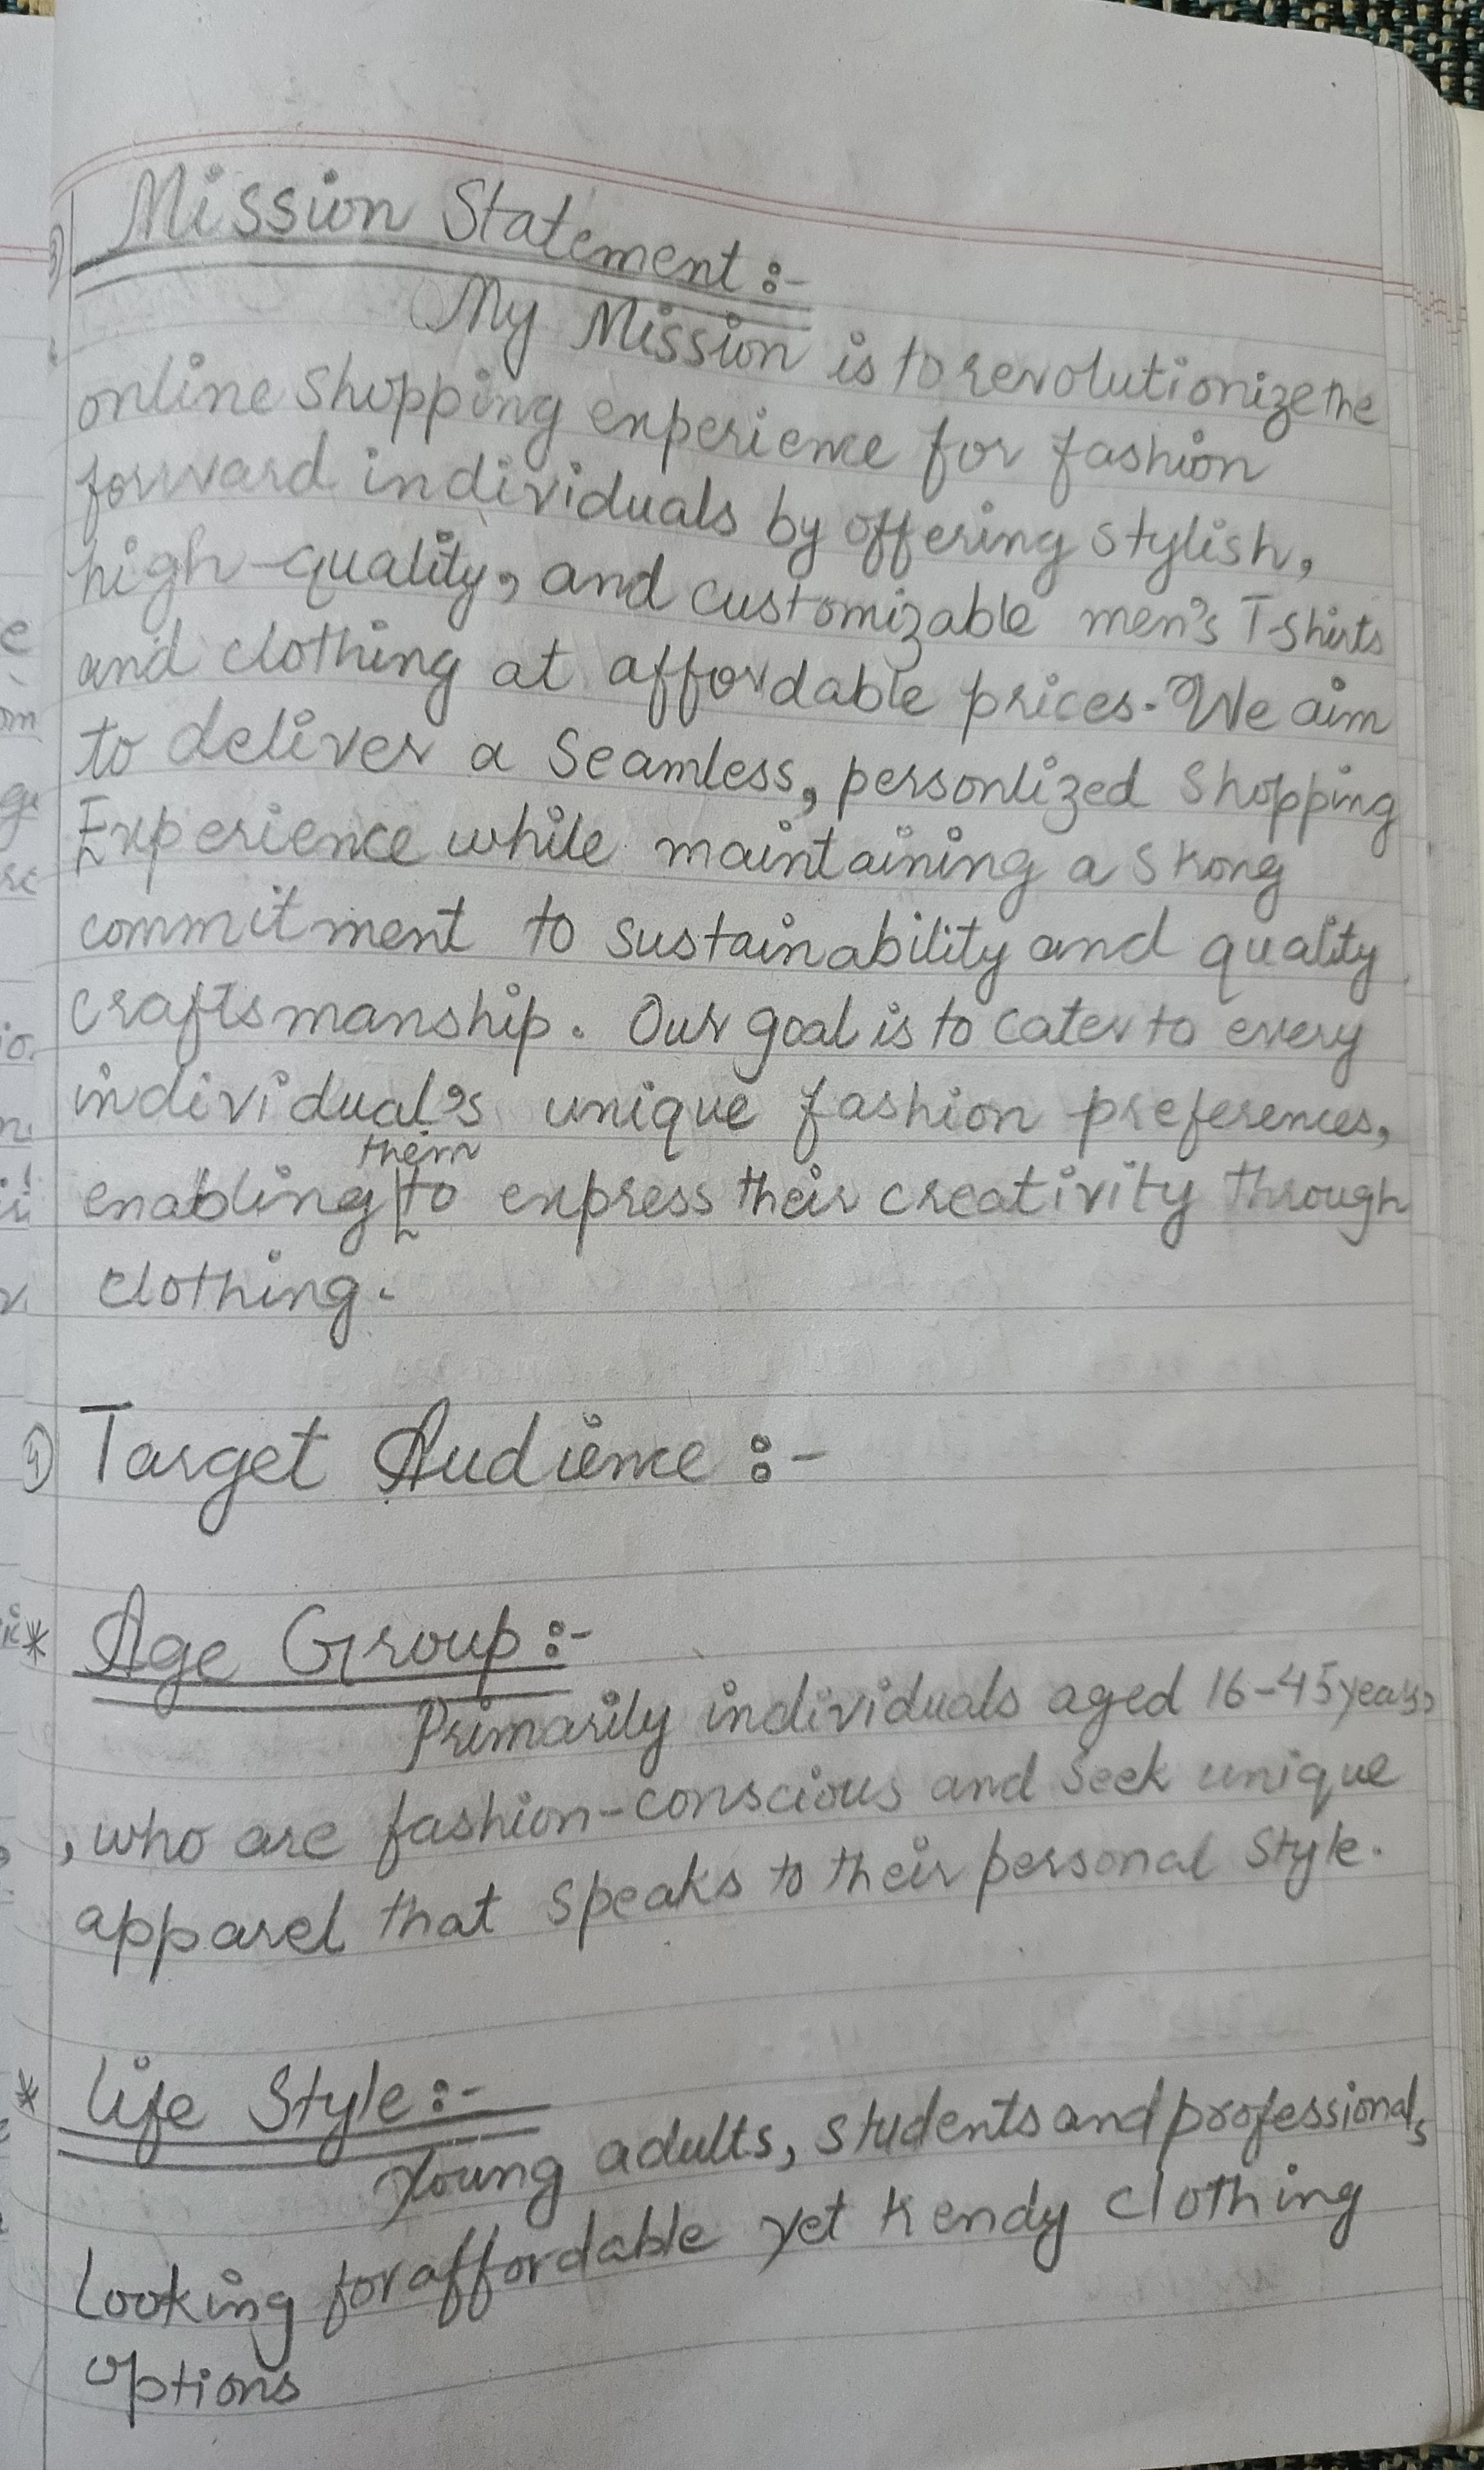 3) Mission Statement :-
My Mission is to revolutionize the
online shopping experience for fashion
forward individuals by offering stylish,
high-quality, and customizable men's T-shirts
and clothing at affordable prices. We aim
to deliver a seamless, personlized shopping
Experience while maintaining a strong
commitment to sustainability and quality
craftsmanship. Our goal is to cater to every
individual's unique fashion preferences,
them
enabling to express their creativity through
clothing.
4) Target Audience :-
* Age Group :-
Primarily individuals aged 16-45 years
, who are fashion-conscious and seek unique
apparel that speaks to their personal style.
* Life Style :-
Young adults, students and professionals
Looking for affordable yet trendy clothing
options